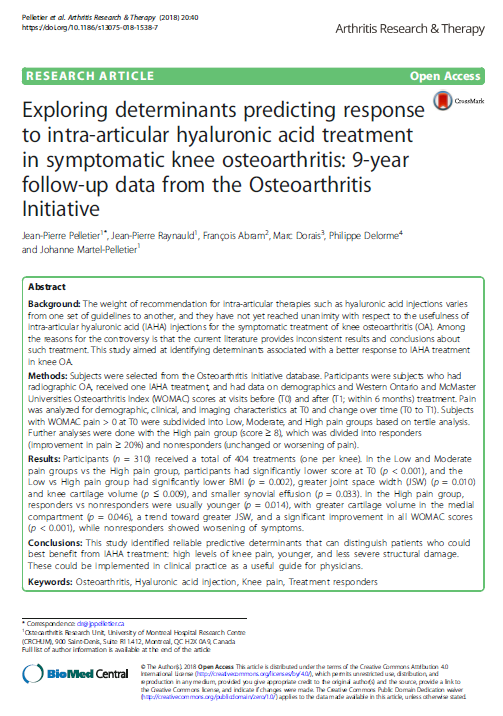 Pelletier et al. Arthritis Research & Therapy (2018) 20:40
https://doi.org/10.1186/s13075-018-1538-7
Arthritis Research & Therapy
RESEARCH ARTICLE
Open Access
CrossMark
Exploring determinants predicting response
to intra-articular hyaluronic acid treatment
in symptomatic knee osteoarthritis: 9-year
follow-up data from the Osteoarthritis
Initiative
Jean-Pierre Pelletier1*, Jean-Pierre Raynauld1, François Abram2, Marc Dorais3, Philippe Delorme4
and Johanne Martel-Pelletier1
Abstract
Background: The weight of recommendation for intra-articular therapies such as hyaluronic acid injections varies
from one set of guidelines to another, and they have not yet reached unanimity with respect to the usefulness of
intra-articular hyaluronic acid (IAHA) injections for the symptomatic treatment of knee osteoarthritis (OA). Among
the reasons for the controversy is that the current literature provides inconsistent results and conclusions about
such treatment. This study aimed at identifying determinants associated with a better response to IAHA treatment
in knee OA.
Methods: Subjects were selected from the Osteoarthritis Initiative database. Participants were subjects who had
radiographic OA, received one IAHA treatment, and had data on demographics and Western Ontario and McMaster
Universities Osteoarthritis Index (WOMAC) scores at visits before (T0) and after (T1; within 6 months) treatment. Pain
was analyzed for demographic, clinical, and imaging characteristics at T0 and change over time (T0 to T1). Subjects
with WOMAC pain > 0 at T0 were subdivided into Low, Moderate, and High pain groups based on tertile analysis.
Further analyses were done with the High pain group (score ≥ 8), which was divided into responders
(improvement in pain ≥ 20%) and nonresponders (unchanged or worsening of pain).
Results: Participants (n = 310) received a total of 404 treatments (one per knee). In the Low and Moderate
pain groups vs the High pain group, participants had significantly lower score at T0 (p < 0.001), and the
Low vs High pain group had significantly lower BMI (p = 0.002), greater joint space width (JSW) (p = 0.010)
and knee cartilage volume (p ≤ 0.009), and smaller synovial effusion (p = 0.033). In the High pain group,
responders vs nonresponders were usually younger (p = 0.014), with greater cartilage volume in the medial
compartment (p = 0.046), a trend toward greater JSW, and a significant improvement in all WOMAC scores
(p < 0.001), while nonresponders showed worsening of symptoms.
Conclusions: This study identified reliable predictive determinants that can distinguish patients who could
best benefit from IAHA treatment: high levels of knee pain, younger, and less severe structural damage.
These could be implemented in clinical practice as a useful guide for physicians.
Keywords: Osteoarthritis, Hyaluronic acid injection, Knee pain, Treatment responders
* Correspondence: dr@jppelletier.ca
1Osteoarthritis Research Unit, University of Montreal Hospital Research Centre
(CRCHUM), 900 Saint-Denis, Suite R11.412, Montreal, QC H2X 0A9, Canada
Full list of author information is available at the end of the article
BioMed Central
© The Author(s). 2018 Open Access This article is distributed under the terms of the Creative Commons Attribution 4.0
International License (http://creativecommons.org/licenses/by/4.0/), which permits unrestricted use, distribution, and
reproduction in any medium, provided you give appropriate credit to the original author(s) and the source, provide a link to
the Creative Commons license, and indicate if changes were made. The Creative Commons Public Domain Dedication waiver
(http://creativecommons.org/publicdomain/zero/1.0/) applies to the data made available in this article, unless otherwise stated.